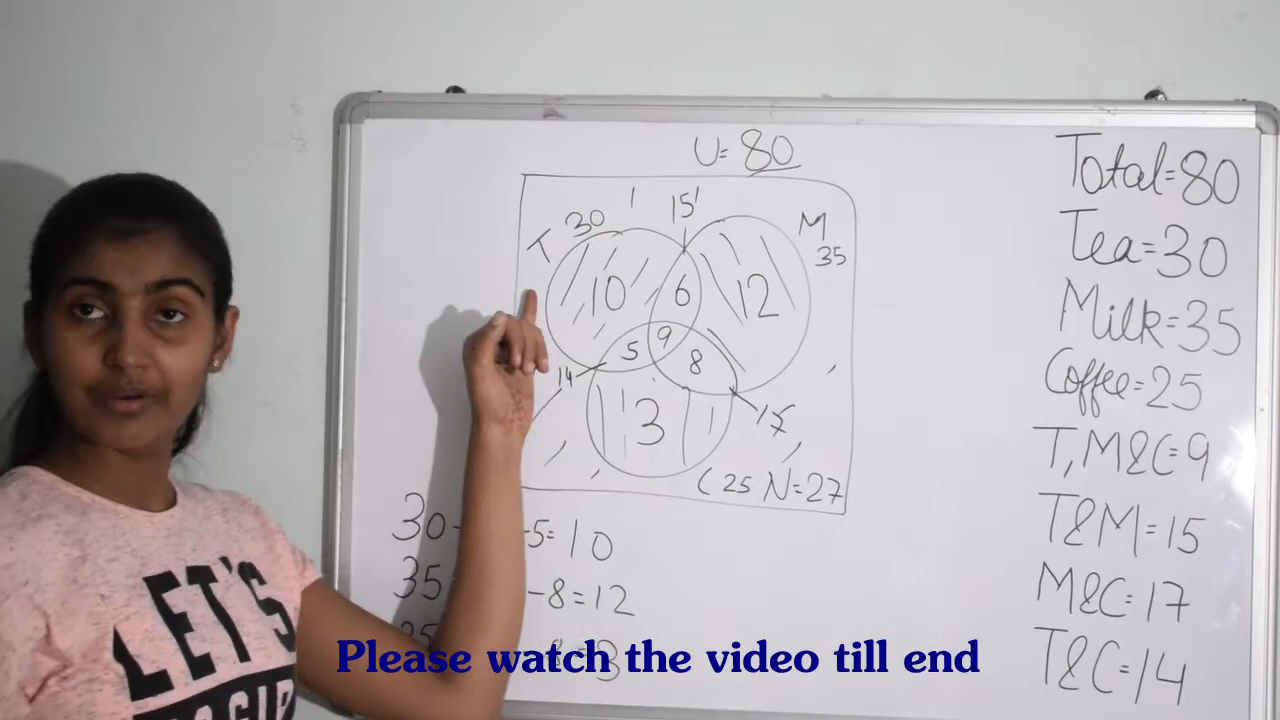 U= 80
T 30 15 M
35
10 6 12
5 9 8
14 3 17
C 25 N=27
30 -5=10
35 -8=12
Total=80
Tea=30
Milk=35
Coffee=25
T,M&C=9
T&M=15
M&C=17
T&C=14
LET'S
Please watch the video till end